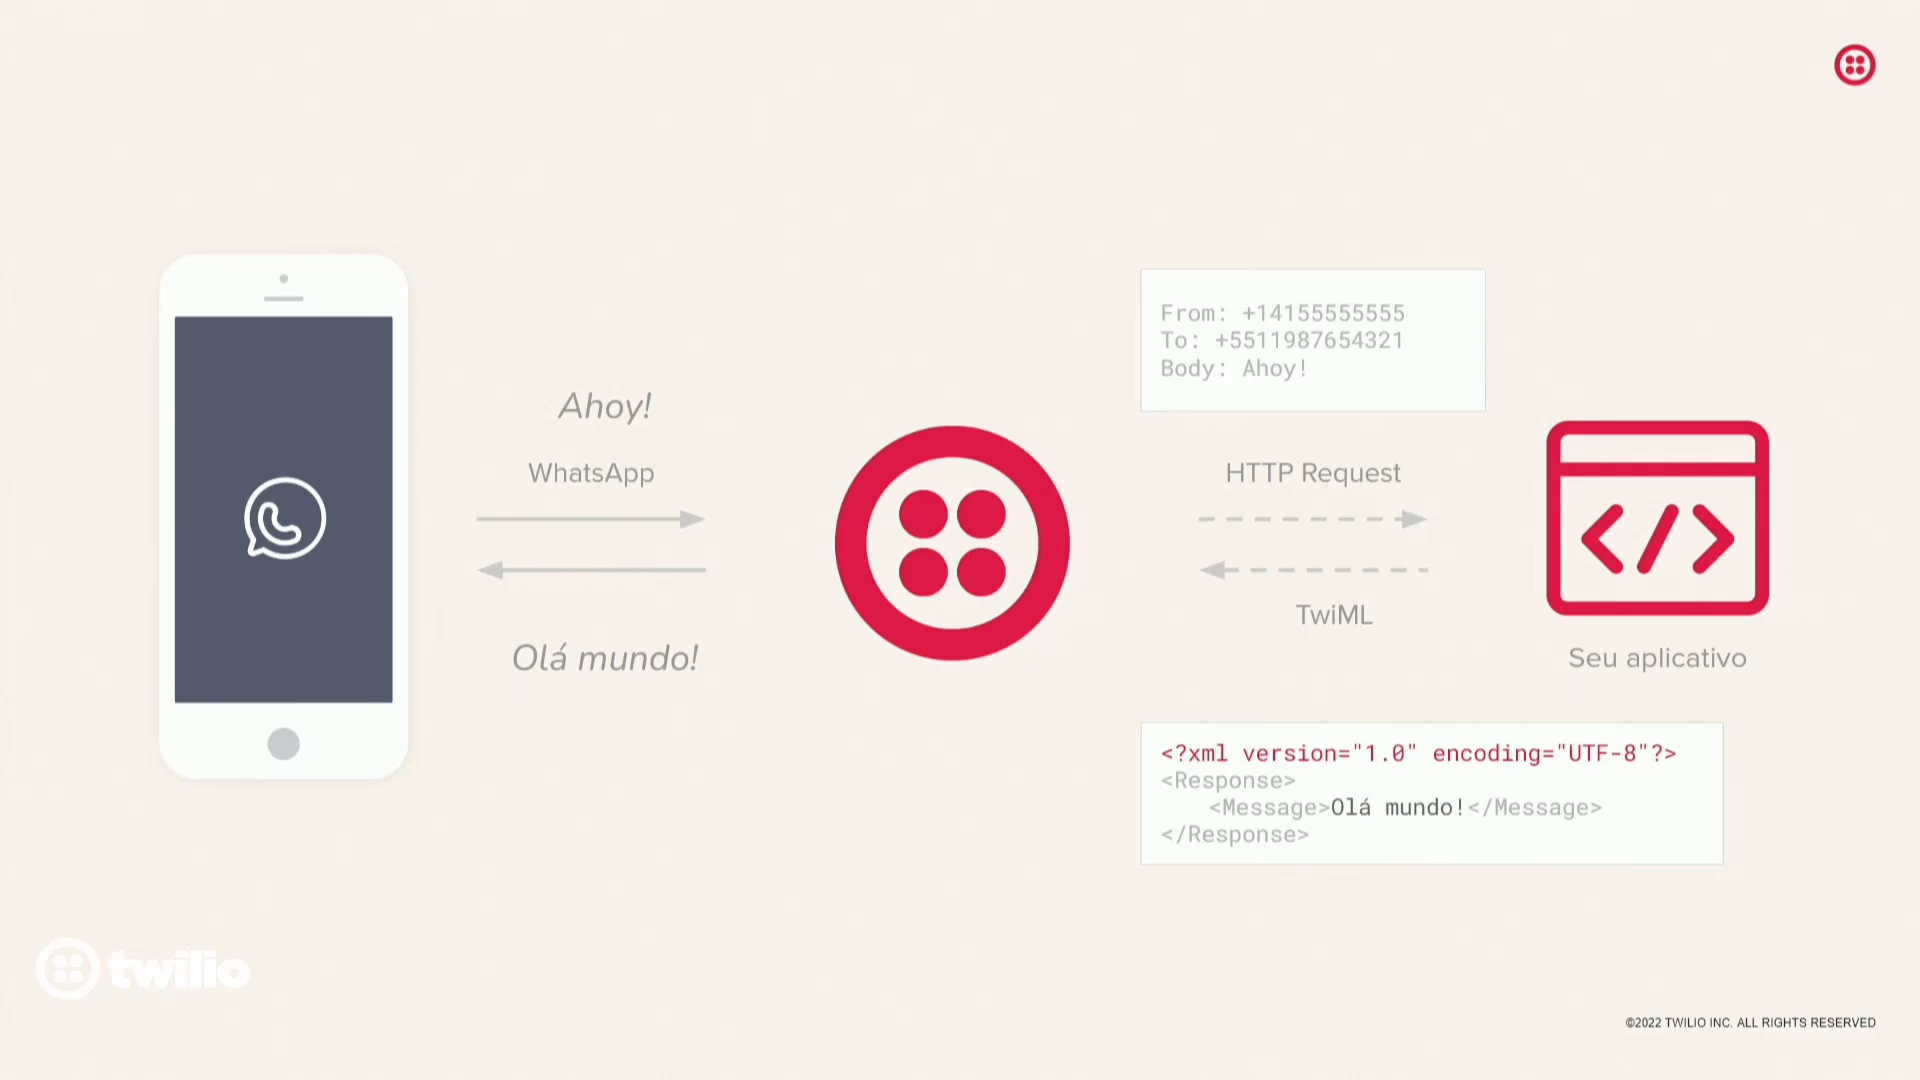 Ahoy!
WhatsApp
Olá mundo!
From: +14155555555
To: +5511987654321
Body: Ahoy!
HTTP Request
TwiML
Seu aplicativo
<?xml version="1.0" encoding="UTF-8"?>
<Response>
<Message>Olá mundo!</Message>
</Response>
twilio
©2022 TWILIO INC. ALL RIGHTS RESERVED